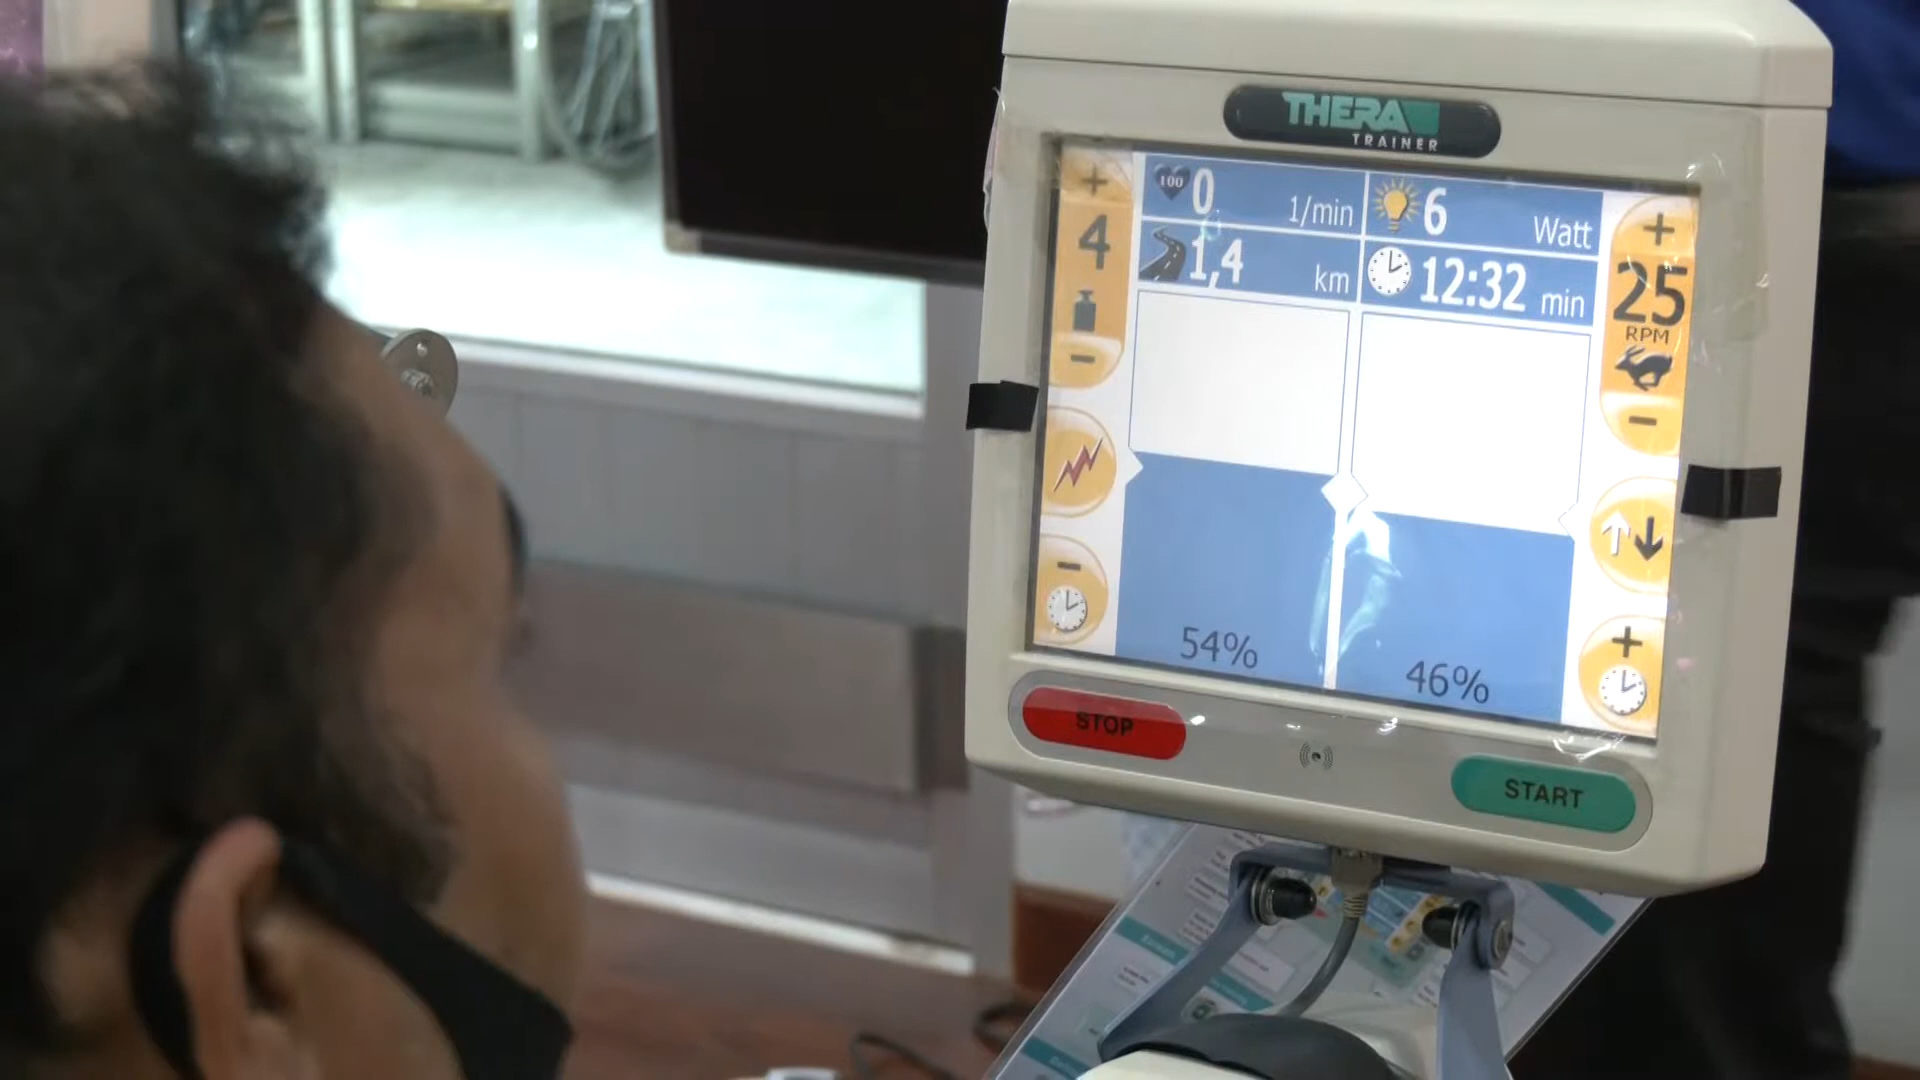 THERA
TRAINER
+
4
−
100
0
1/min
6
Watt
1,4
km
12:32
min
+
25
RPM
−
−
+
54%
46%
STOP
START